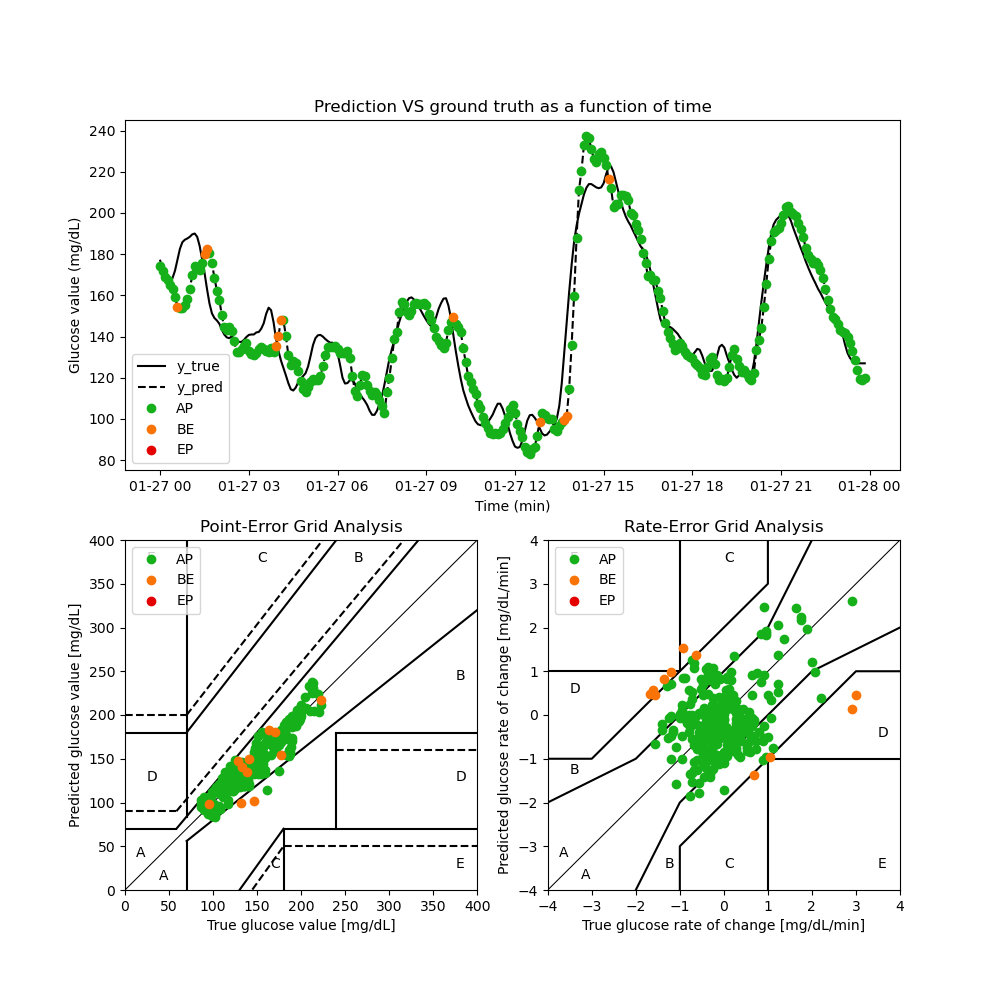 Prediction VS ground truth as a function of time
Glucose value (mg/dL)
240
220
200
180
160
140
120
100
80
y_true
y_pred
AP
BE
EP
01-27 00 01-27 03 01-27 06 01-27 09 01-27 12 01-27 15 01-27 18 01-27 21 01-28 00
Time (min)
Point-Error Grid Analysis
Predicted glucose value [mg/dL]
400
350
300
250
200
150
100
50
0
AP
BE
EP
C
B
B
D
D
A
A
C
E
0 50 100 150 200 250 300 350 400
True glucose value [mg/dL]
Rate-Error Grid Analysis
Predicted glucose rate of change [mg/dL/min]
4
3
2
1
0
−1
−2
−3
−4
AP
BE
EP
C
D
D
B
A
A
B
C
E
−4 −3 −2 −1 0 1 2 3 4
True glucose rate of change [mg/dL/min]